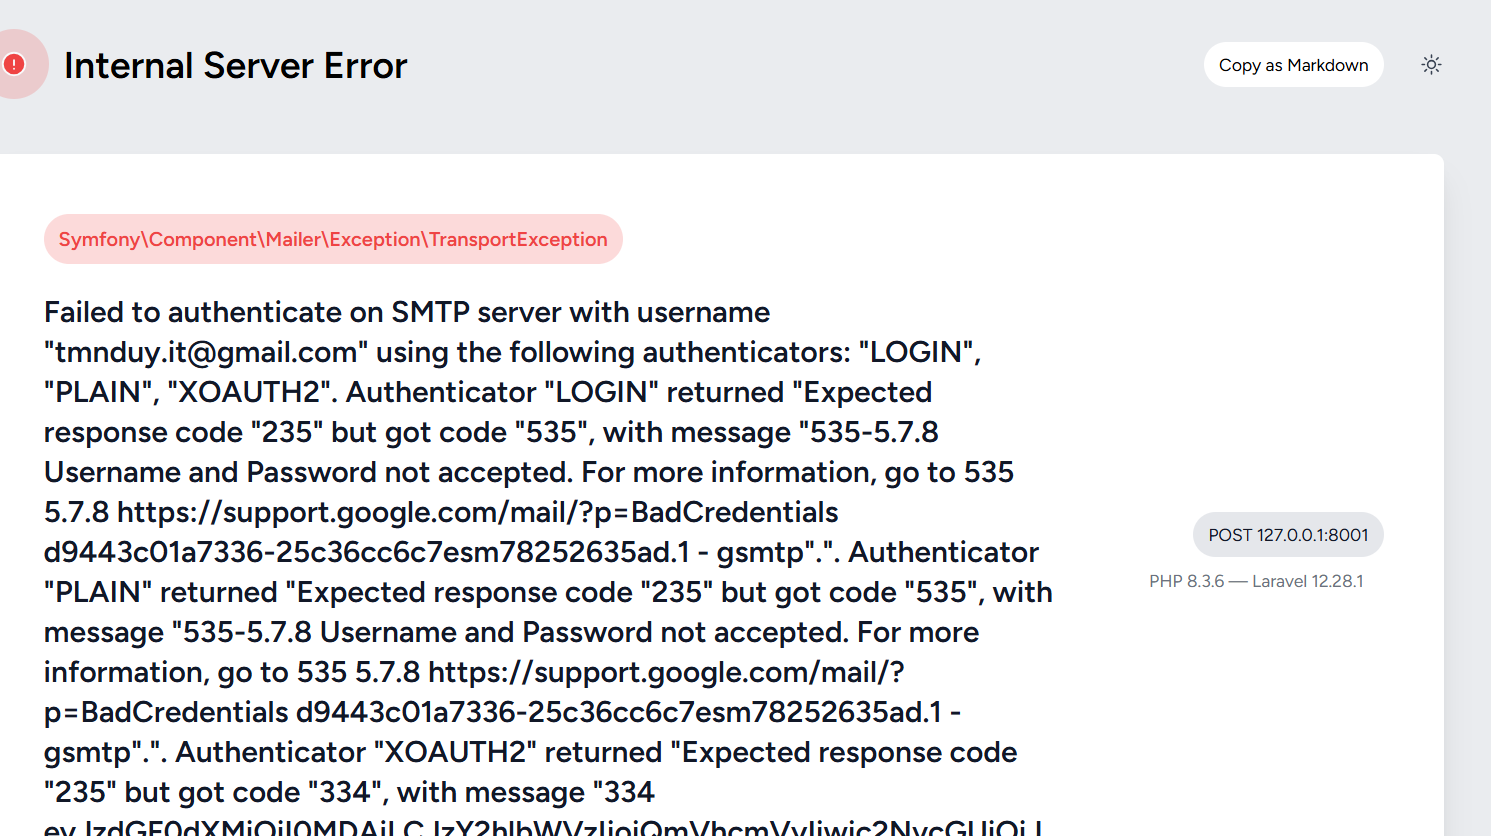 Internal Server Error
Copy as Markdown
Symfony\Component\Mailer\Exception\TransportException
Failed to authenticate on SMTP server with username
"tmnduy.it@gmail.com" using the following authenticators: "LOGIN",
"PLAIN", "XOAUTH2". Authenticator "LOGIN" returned "Expected
response code "235" but got code "535", with message "535-5.7.8
Username and Password not accepted. For more information, go to 535
5.7.8 https://support.google.com/mail/?p=BadCredentials
d9443c01a7336-25c36cc6c7esm78252635ad.1 - gsmtp".". Authenticator
"PLAIN" returned "Expected response code "235" but got code "535", with
message "535-5.7.8 Username and Password not accepted. For more
information, go to 535 5.7.8 https://support.google.com/mail/?
p=BadCredentials d9443c01a7336-25c36cc6c7esm78252635ad.1 -
gsmtp".". Authenticator "XOAUTH2" returned "Expected response code
"235" but got code "334", with message "334
POST 127.0.0.1:8001
PHP 8.3.6 — Laravel 12.28.1